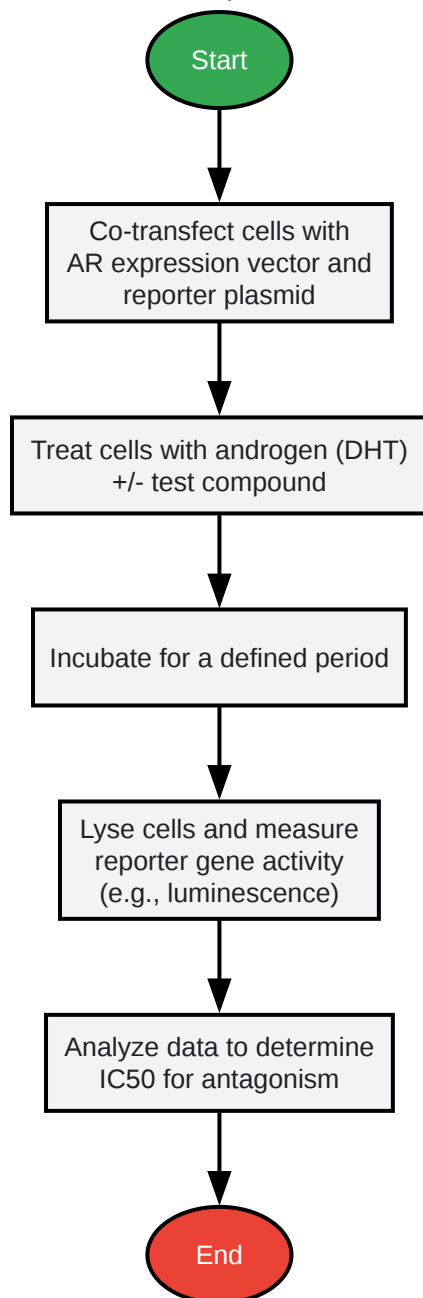 Start
Co-transfect cells with
AR expression vector and
reporter plasmid
Treat cells with androgen (DHT)
+/- test compound
Incubate for a defined period
Lyse cells and measure
reporter gene activity
(e.g., luminescence)
Analyze data to determine
IC50 for antagonism
End